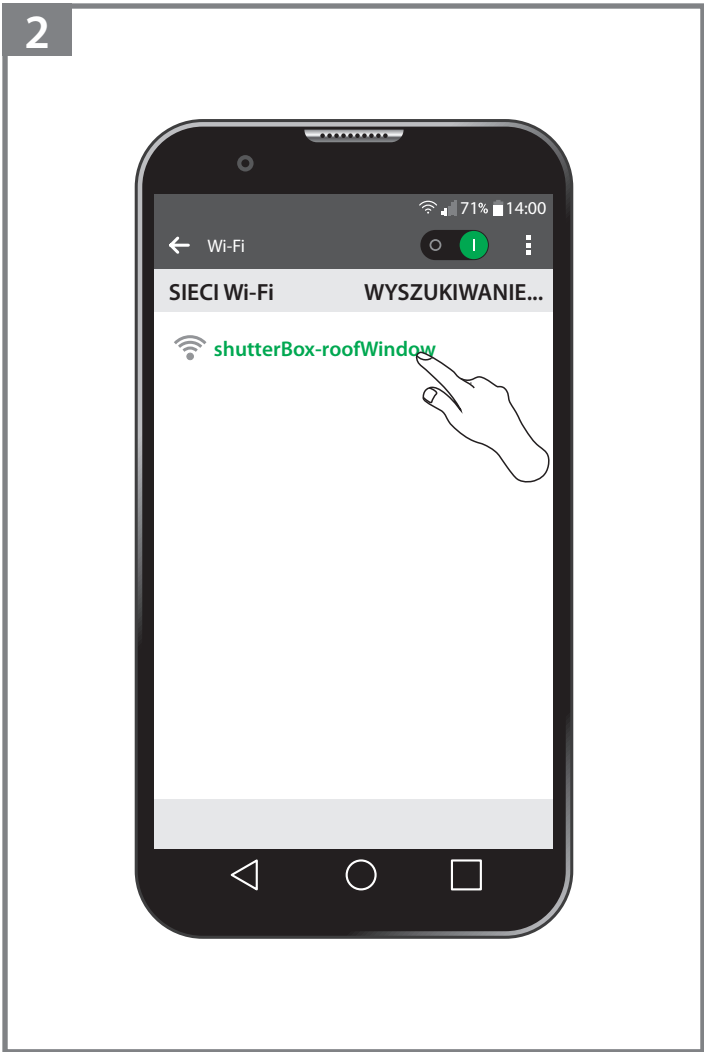 2
71% 14:00
Wi-Fi
SIECI Wi-Fi WYSZUKIWANIE...
shutterBox-roofWindow